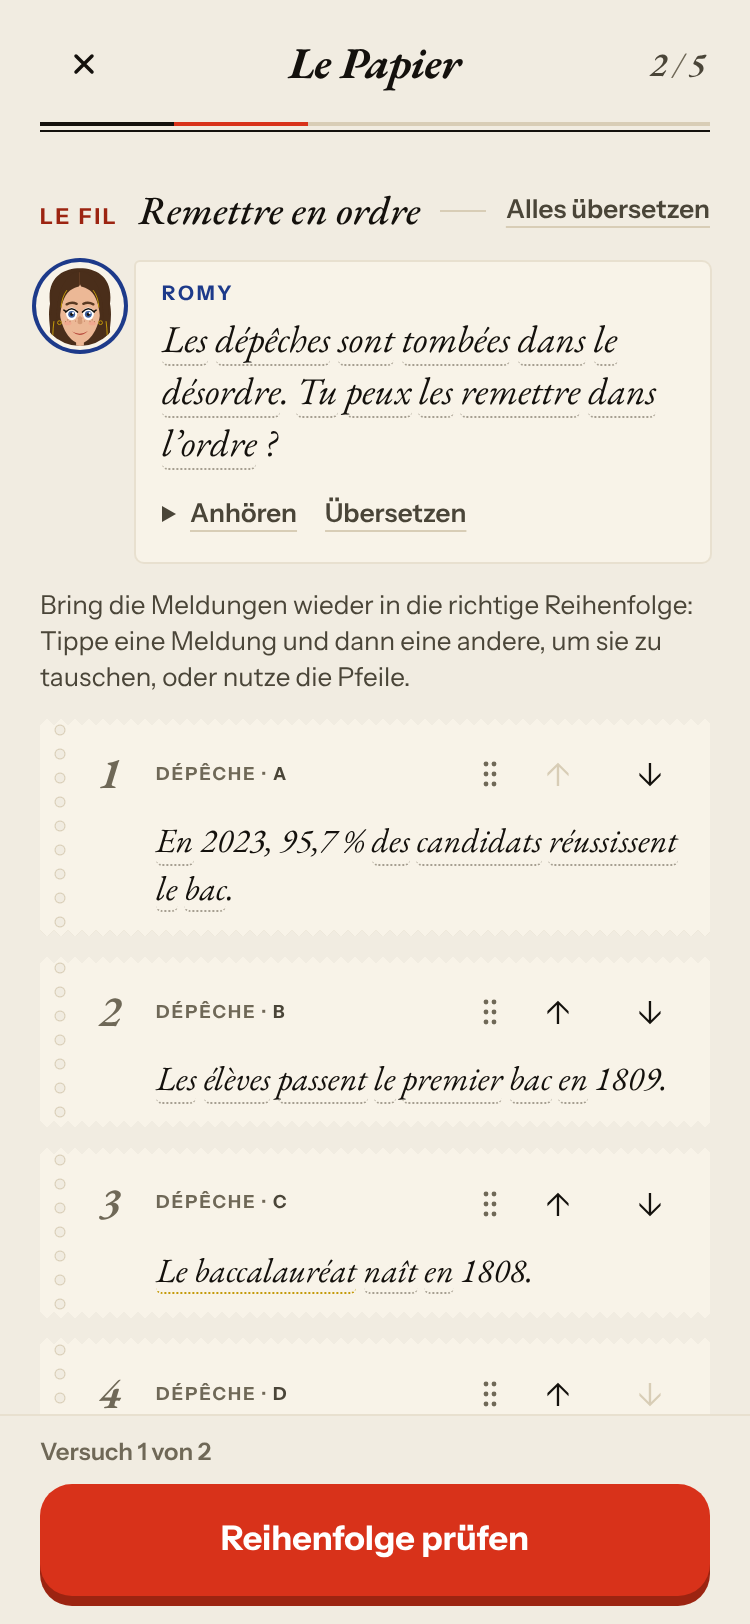 Le Papier
2 / 5
LE FIL Remettre en ordre Alles übersetzen
ROMY
Les dépêches sont tombées dans le
désordre. Tu peux les remettre dans
l’ordre ?
Anhören Übersetzen
Bring die Meldungen wieder in die richtige Reihenfolge:
Tippe eine Meldung und dann eine andere, um sie zu
tauschen, oder nutze die Pfeile.
1 DÉPÊCHE · A
En 2023, 95,7 % des candidats réussissent
le bac.
2 DÉPÊCHE · B
Les élèves passent le premier bac en 1809.
3 DÉPÊCHE · C
Le baccalauréat naît en 1808.
4 DÉPÊCHE · D
Versuch 1 von 2
Reihenfolge prüfen